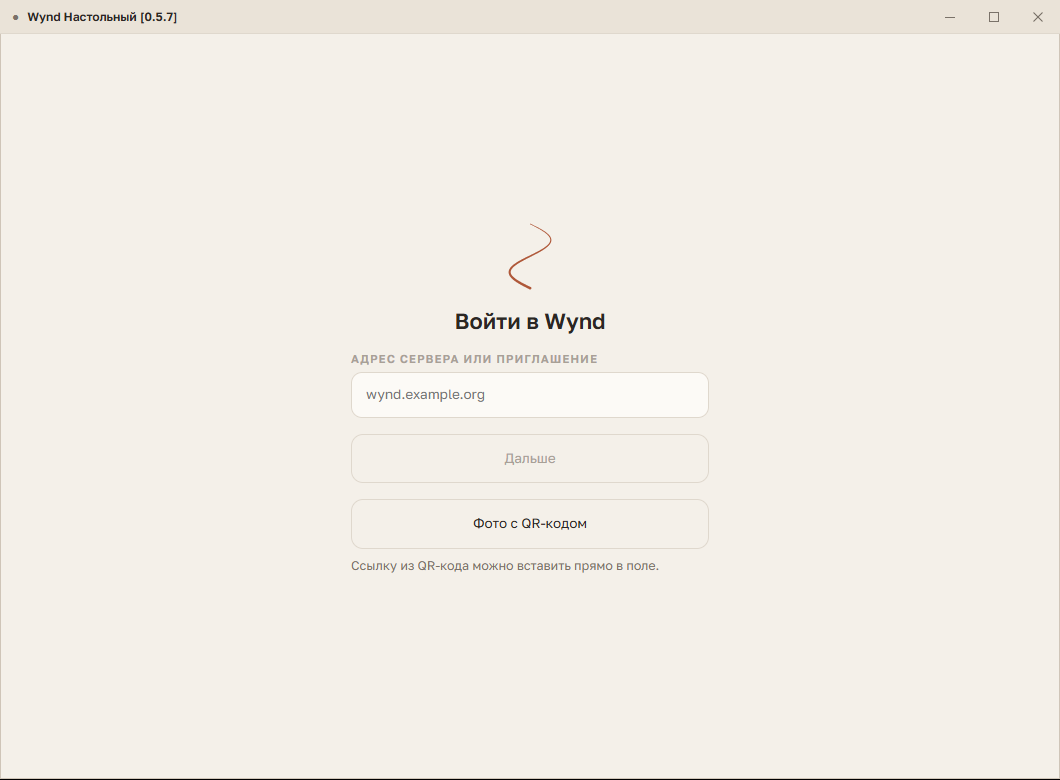 Wynd Настольный [0.5.7]
Войти в Wynd
АДРЕС СЕРВЕРА ИЛИ ПРИГЛАШЕНИЕ
wynd.example.org
Дальше
Фото с QR-кодом
Ссылку из QR-кода можно вставить прямо в поле.